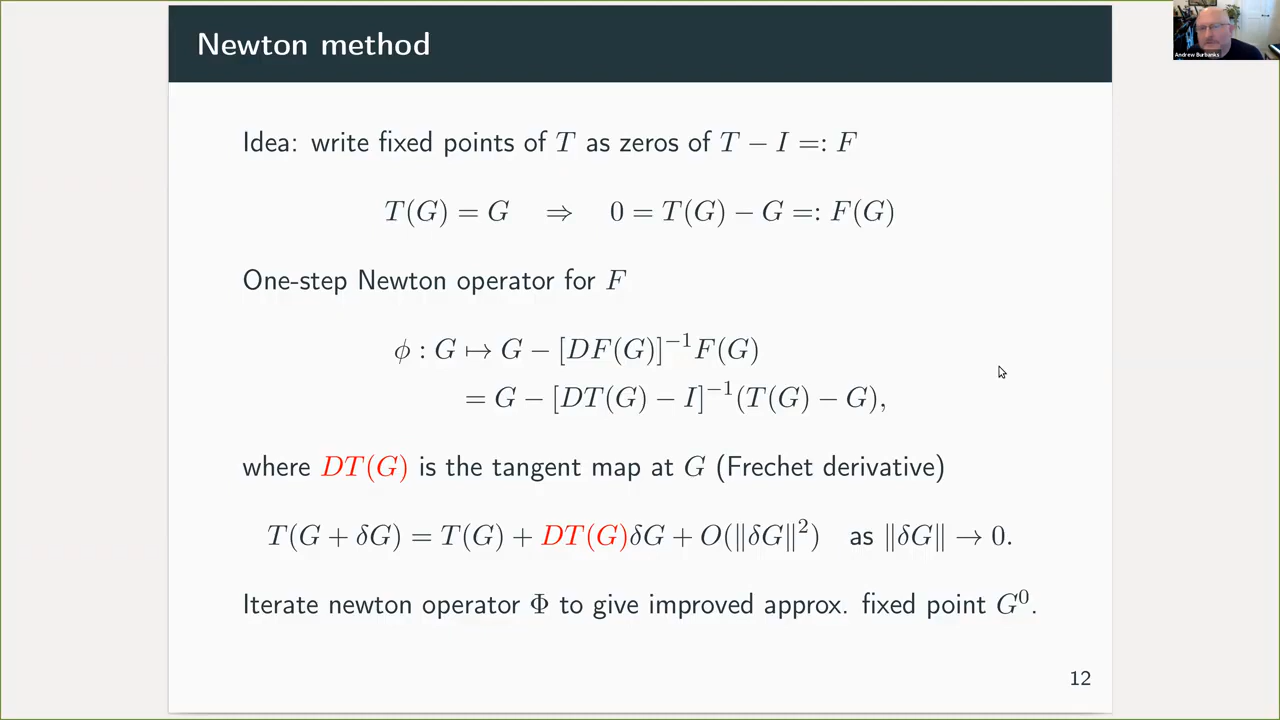 Newton method
Andrew Burbanks
Idea: write fixed points of T as zeros of T − I =: F
T(G) = G ⇒ 0 = T(G) − G =: F(G)
One-step Newton operator for F
ϕ : G ↦ G − [DF(G)]⁻¹F(G)
= G − [DT(G) − I]⁻¹(T(G) − G),
where DT(G) is the tangent map at G (Frechet derivative)
T(G + δG) = T(G) + DT(G)δG + O(‖δG‖²) as ‖δG‖ → 0.
Iterate newton operator Φ to give improved approx. fixed point G⁰.
12